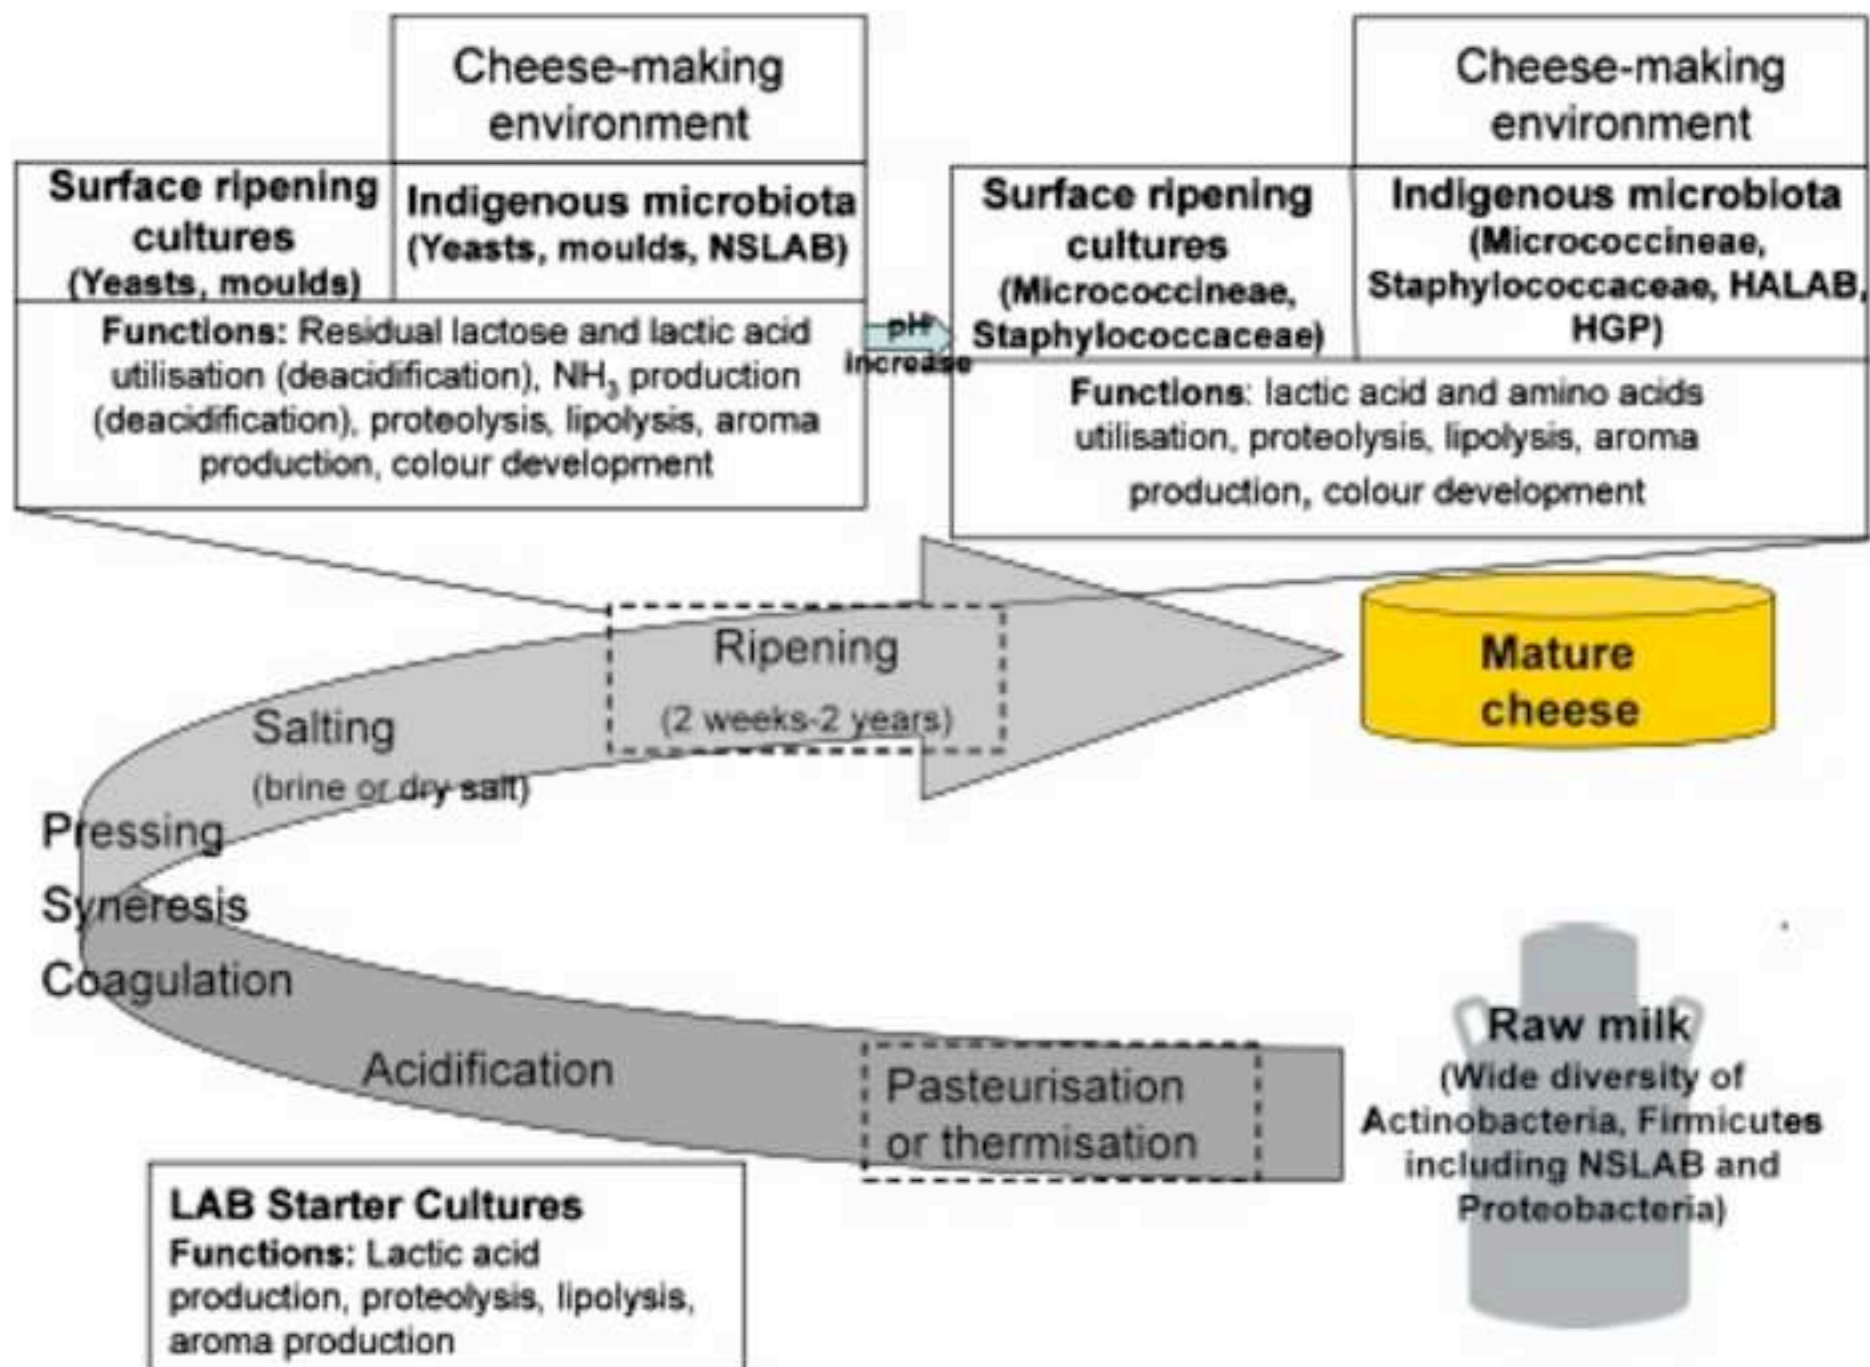 Cheese-making
environment
Surface ripening
cultures
(Yeasts, moulds)
Indigenous microbiota
(Yeasts, moulds, NSLAB)
Functions: Residual lactose and lactic acid
utilisation (deacidification), NH₃ production
(deacidification), proteolysis, lipolysis, aroma
production, colour development
pH
increase
Cheese-making
environment
Surface ripening
cultures
(Micrococcineae,
Staphylococcaceae)
Indigenous microbiota
(Micrococcineae,
Staphylococcaceae, HALAB,
HGP)
Functions: lactic acid and amino acids
utilisation, proteolysis, lipolysis, aroma
production, colour development
Ripening
(2 weeks-2 years)
Mature
cheese
Salting
(brine or dry salt)
Pressing
Syneresis
Coagulation
Acidification
Pasteurisation
or thermisation
Raw milk
(Wide diversity of
Actinobacteria, Firmicutes
including NSLAB and
Proteobacteria)
LAB Starter Cultures
Functions: Lactic acid
production, proteolysis, lipolysis,
aroma production